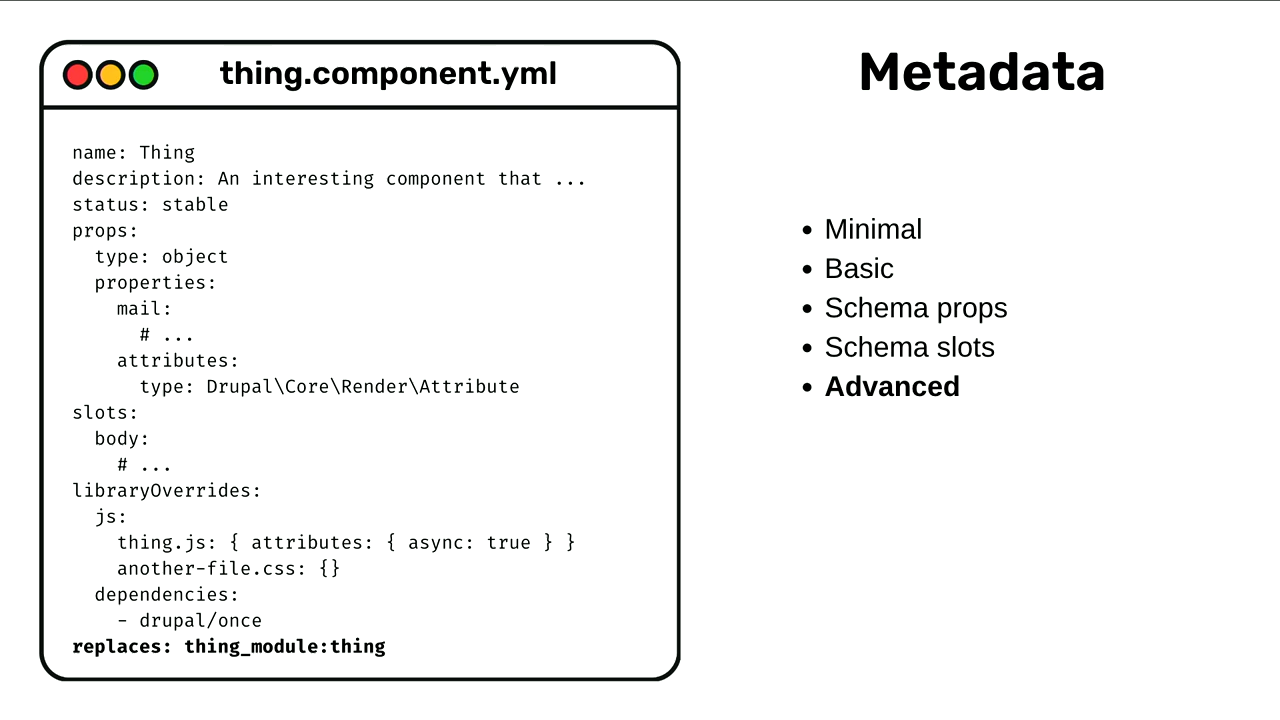 thing.component.yml
name: Thing
description: An interesting component that ...
status: stable
props:
  type: object
  properties:
    mail:
      # ...
    attributes:
      type: Drupal\Core\Render\Attribute
slots:
  body:
    # ...
libraryOverrides:
  js:
    thing.js: { attributes: { async: true } }
    another-file.css: {}
  dependencies:
    - drupal/once
replaces: thing_module:thing
Metadata
• Minimal
• Basic
• Schema props
• Schema slots
• Advanced